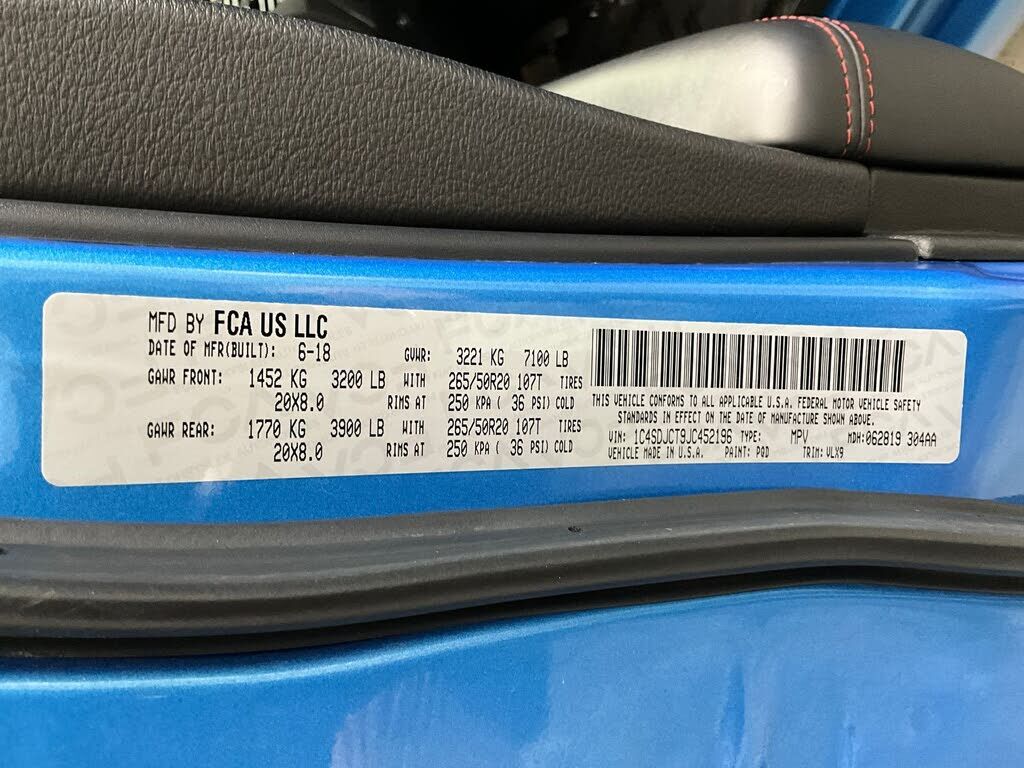 MFD BY FCA US LLC
DATE OF MFR(BUILT): 6-18 GVWR: 3221 KG 7100 LB
GAWR FRONT: 1452 KG 3200 LB WITH 265/50R20 107T TIRES
20X8.0 RIMS AT 250 KPA ( 36 PSI) COLD
GAWR REAR: 1770 KG 3900 LB WITH 265/50R20 107T TIRES
20X8.0 RIMS AT 250 KPA ( 36 PSI) COLD
THIS VEHICLE CONFORMS TO ALL APPLICABLE U.S.A. FEDERAL MOTOR VEHICLE SAFETY
STANDARDS IN EFFECT ON THE DATE OF MANUFACTURE SHOWN ABOVE.
VIN: 1C4SDJCT9JC452196 TYPE: MPV MDH:062819 304AA
VEHICLE MADE IN U.S.A. PAINT: PQD TRIM: VLX9